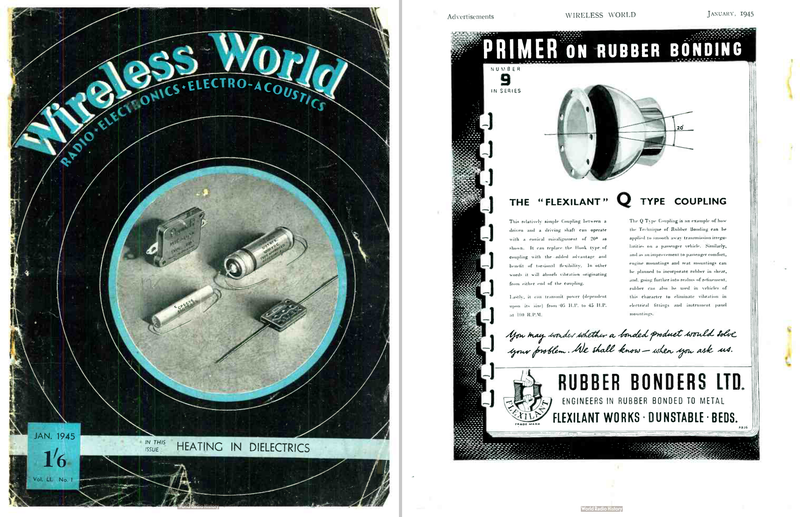 Wireless World
RADIO · ELECTRONICS · ELECTRO-ACOUSTICS
JAN. 1945
1'6
Vol. LI. No. 1
IN THIS
ISSUE
HEATING IN DIELECTRICS
World Radio History
Advertisements
WIRELESS WORLD
JANUARY, 1945
PRIMER ON RUBBER BONDING
NUMBER
9
IN SERIES
20°
THE "FLEXILANT" Q TYPE COUPLING
This relatively simple Coupling between a
driven and a driving shaft can operate
with a conical misalignment of 20° as
shown. It can replace the Hook type of
coupling with the added advantage and
benefit of torsional flexibility. In other
words it will absorb vibration originating
from either end of the coupling.
Lastly, it can transmit power (dependent
upon its size) from H.P. to 45 H.P.
at 100 R.P.M.
The Q Type Coupling is an example of how
the Technique of Rubber Bonding can be
applied to smooth away transmission irregu-
larities on a passenger vehicle. Similarly,
and as an improvement to passenger comfort,
engine mountings and seat mountings can
be planned to incorporate rubber in shear,
and, going further into realms of refinement,
rubber can also be used in vehicles of
this character to eliminate vibration in
electrical fittings and instrument panel
mountings.
You may wonder whether a bonded product would solve
your problem. We shall know — when you ask us.
FLEXILANT
TRADE MARK
RUBBER BONDERS LTD.
ENGINEERS IN RUBBER BONDED TO METAL
FLEXILANT WORKS · DUNSTABLE · BEDS.
World Radio History